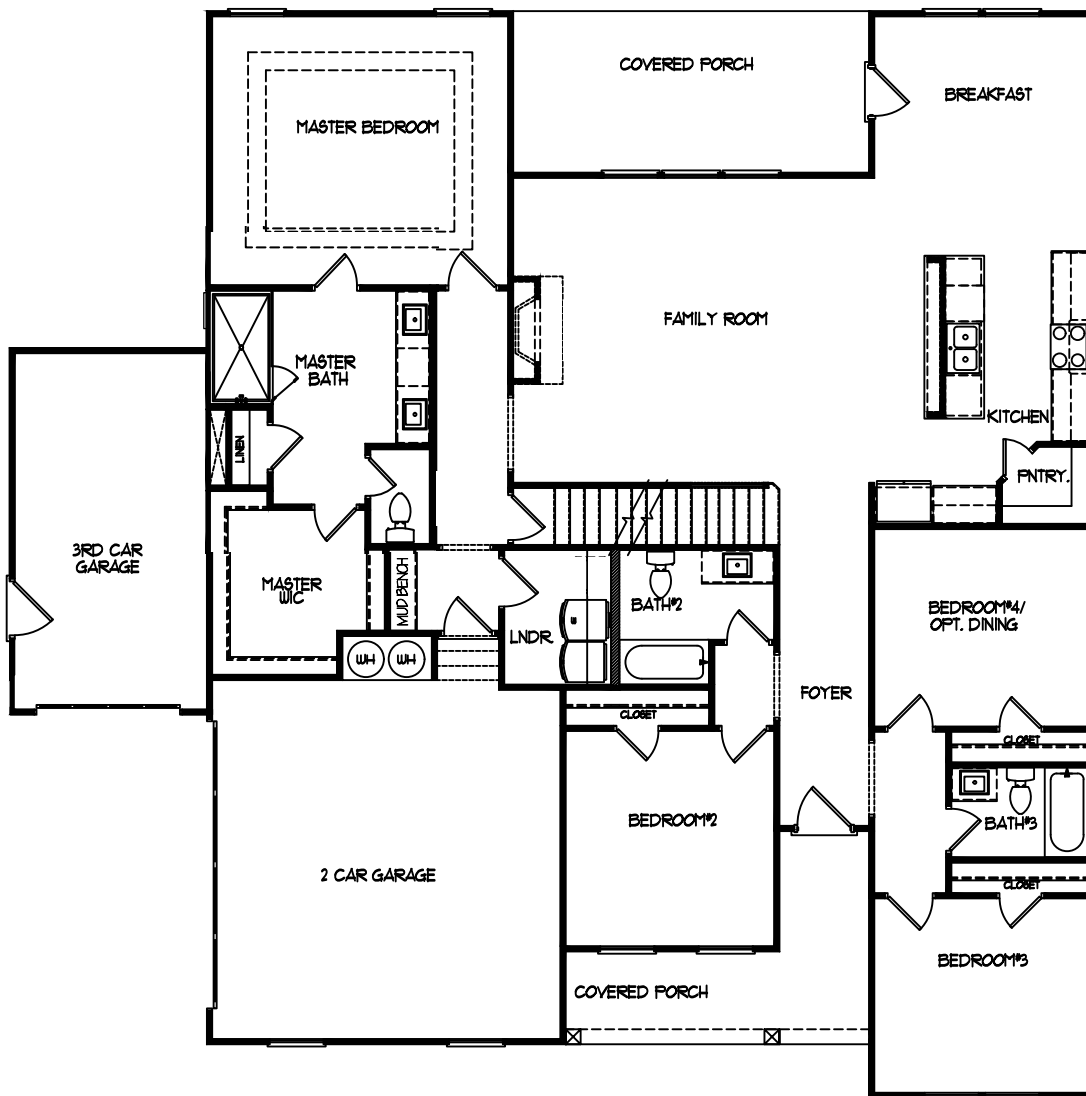 COVERED PORCH
BREAKFAST
MASTER BEDROOM
FAMILY ROOM
MASTER
BATH
KITCHEN
LINEN
PNTRY.
3RD CAR
GARAGE
MASTER
WIC
MUD BENCH
LNDR.
BATH#2
BEDROOM#4/
OPT. DINING
WH
WH
FOYER
CLOSET
CLOSET
BEDROOM#2
BATH#3
2 CAR GARAGE
CLOSET
BEDROOM#3
COVERED PORCH